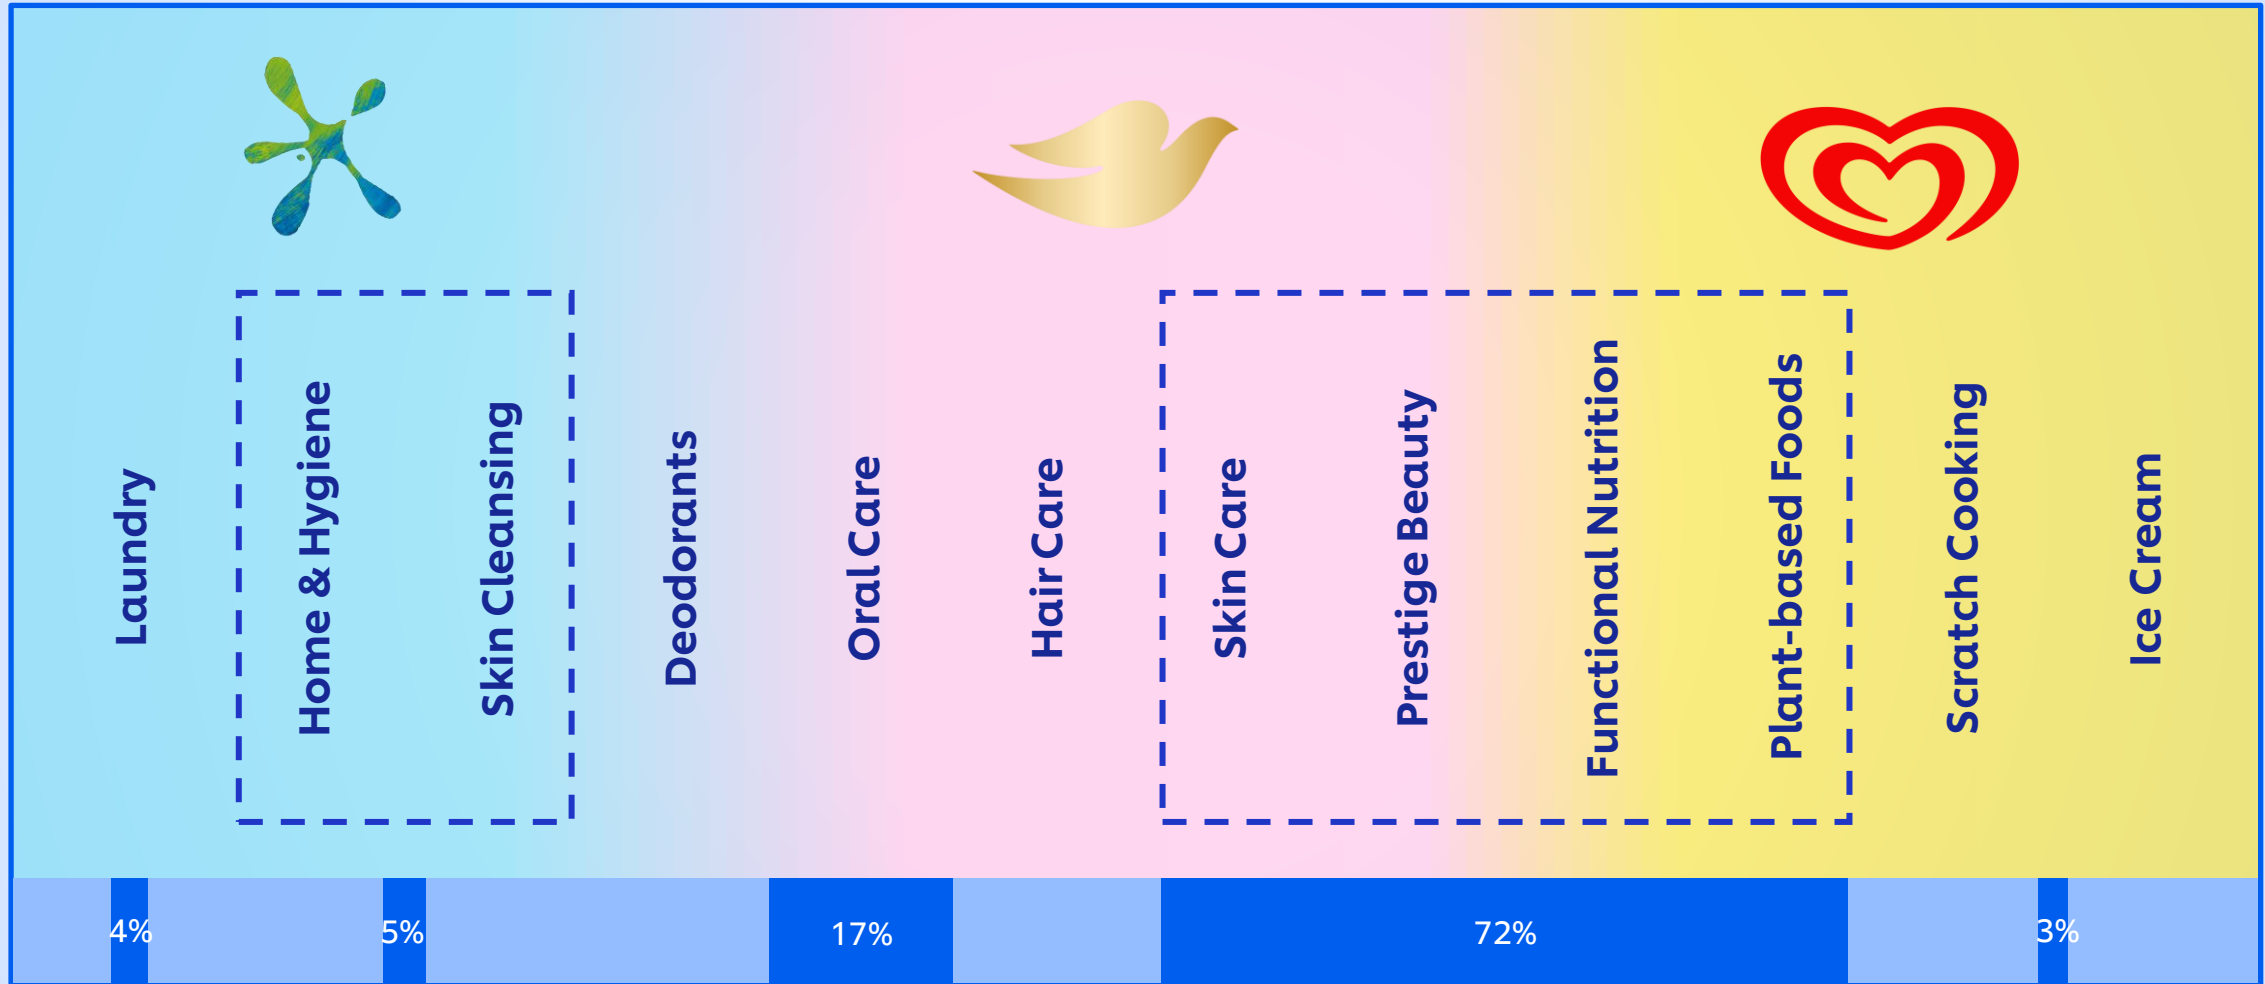 Laundry
Home & Hygiene
Skin Cleansing
Deodorants
Oral Care
Hair Care
Skin Care
Prestige Beauty
Functional Nutrition
Plant-based Foods
Scratch Cooking
Ice Cream
4%
5%
17%
72%
3%